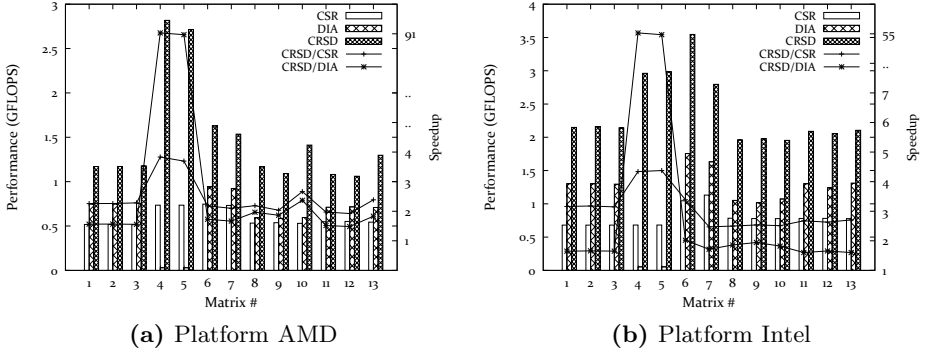 CSR
DIA
CRSD
CRSD/CSR
CRSD/DIA
Performance (GFLOPS)
3
2.5
2
1.5
1
0.5
0
91
..
..
4
3
2
1
Speedup
1 2 3 4 5 6 7 8 9 10 11 12 13
Matrix #
(a) Platform AMD
CSR
DIA
CRSD
CRSD/CSR
CRSD/DIA
Performance (GFLOPS)
4
3.5
3
2.5
2
1.5
1
0.5
0
55
..
7
6
5
4
3
2
1
Speedup
1 2 3 4 5 6 7 8 9 10 11 12 13
Matrix #
(b) Platform Intel